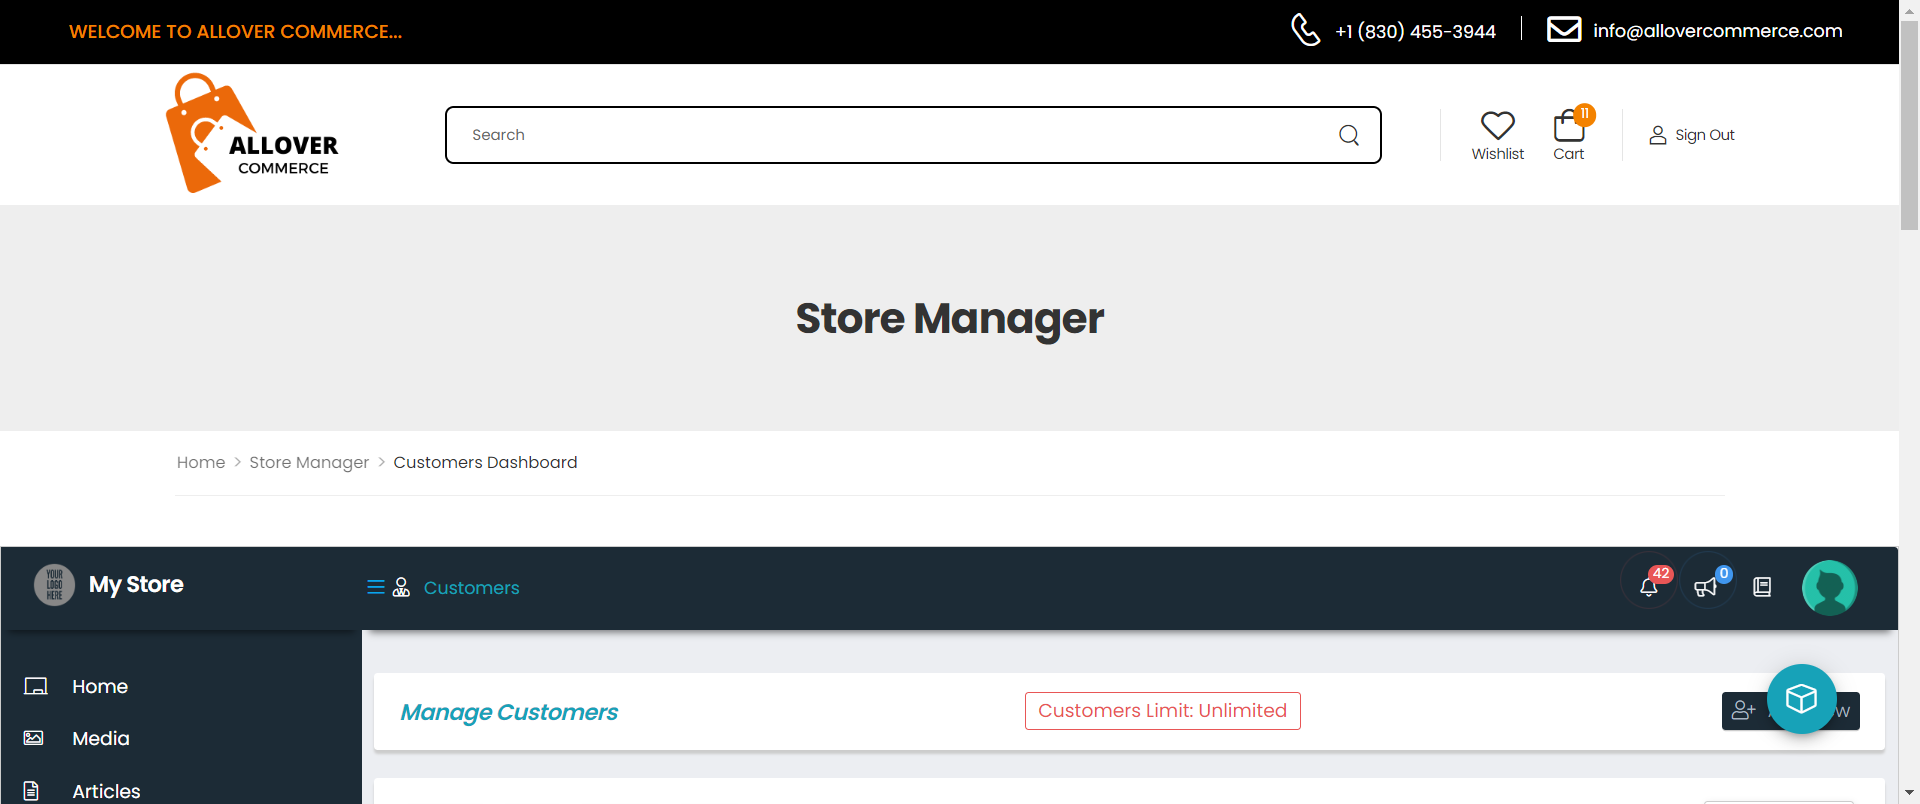 WELCOME TO ALLOVER COMMERCE...
+1 (830) 455-3944
info@allovercommerce.com
ALLOVER
COMMERCE
Search
Wishlist
11
Cart
Sign Out
Store Manager
Home > Store Manager > Customers Dashboard
YOUR
LOGO
HERE
My Store
Customers
42
0
Home
Media
Articles
Manage Customers
Customers Limit: Unlimited